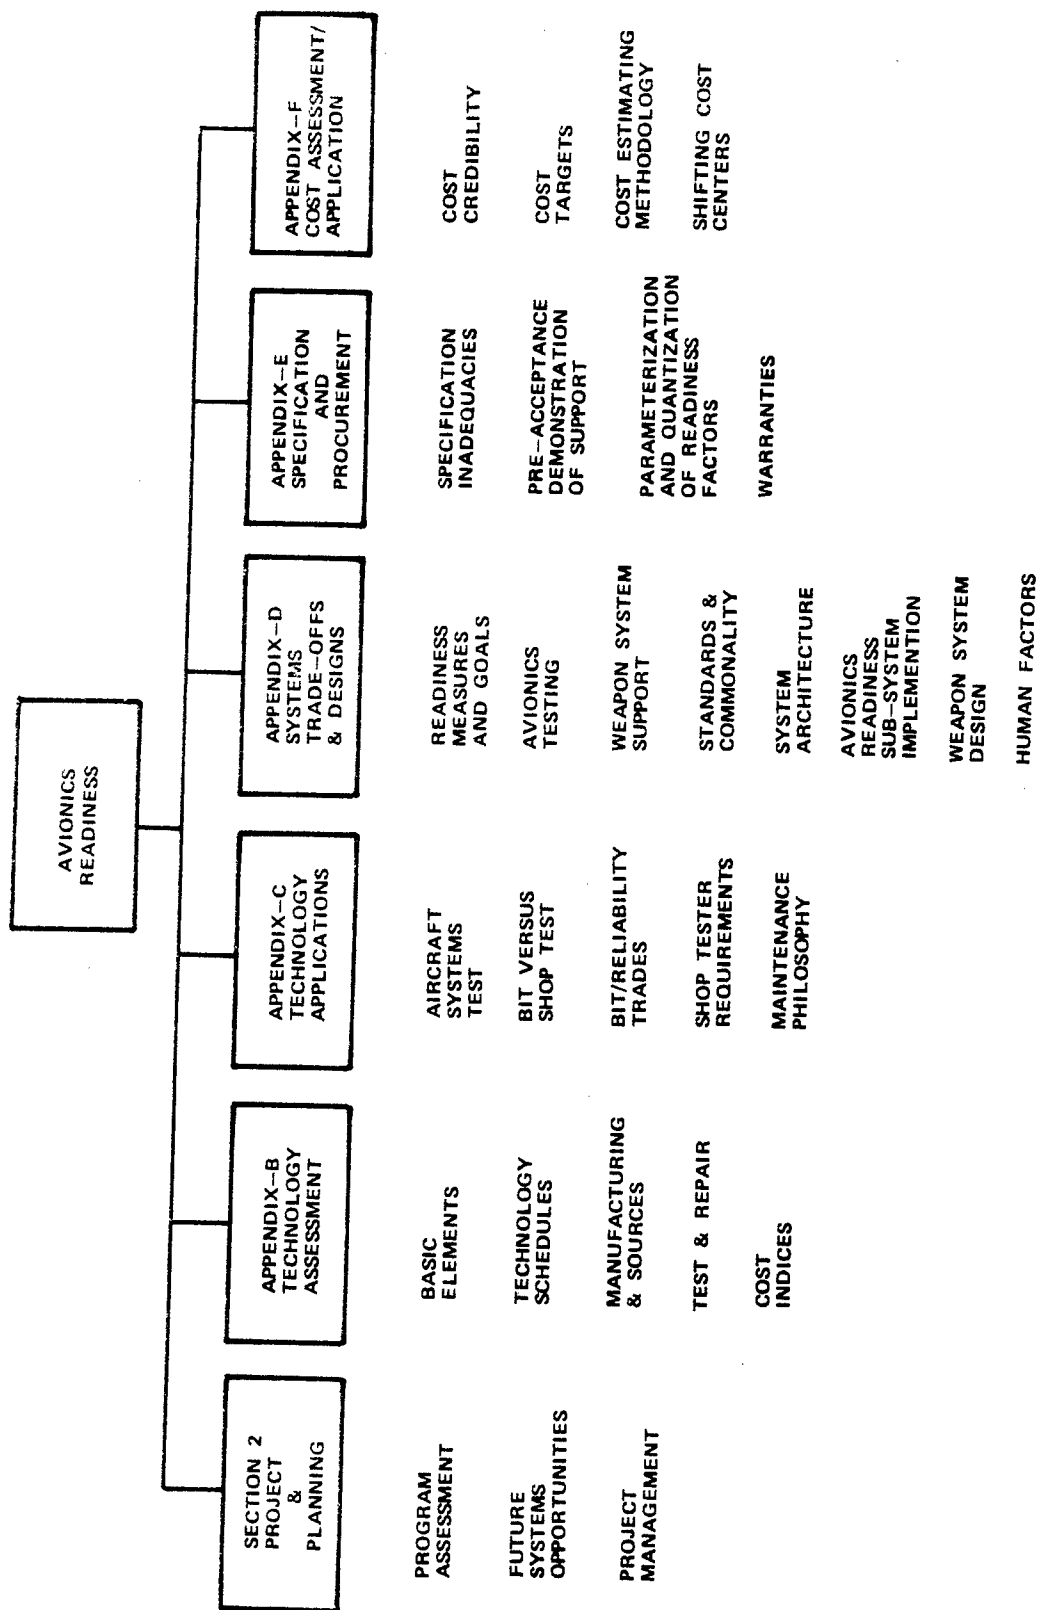 AVIONICS
READINESS
SECTION 2
PROJECT
&
PLANNING
PROGRAM
ASSESSMENT
FUTURE
SYSTEMS
OPPORTUNITIES
PROJECT
MANAGEMENT
APPENDIX-B
TECHNOLOGY
ASSESSMENT
BASIC
ELEMENTS
TECHNOLOGY
SCHEDULES
MANUFACTURING
& SOURCES
TEST & REPAIR
COST
INDICES
APPENDIX-C
TECHNOLOGY
APPLICATIONS
AIRCRAFT
SYSTEMS
TEST
BIT VERSUS
SHOP TEST
BIT/RELIABILITY
TRADES
SHOP TESTER
REQUIREMENTS
MAINTENANCE
PHILOSOPHY
APPENDIX-D
SYSTEMS
TRADE-OFFS
& DESIGNS
READINESS
MEASURES
AND GOALS
AVIONICS
TESTING
WEAPON SYSTEM
SUPPORT
STANDARDS &
COMMONALITY
SYSTEM
ARCHITECTURE
AVIONICS
READINESS
SUB-SYSTEM
IMPLEMENTION
WEAPON SYSTEM
DESIGN
HUMAN FACTORS
APPENDIX-E
SPECIFICATION
AND
PROCUREMENT
SPECIFICATION
INADEQUACIES
PRE-ACCEPTANCE
DEMONSTRATION
OF SUPPORT
PARAMETERIZATION
AND QUANTIZATION
OF READINESS
FACTORS
WARRANTIES
APPENDIX-F
COST ASSESSMENT/
APPLICATION
COST
CREDIBILITY
COST
TARGETS
COST ESTIMATING
METHODOLOGY
SHIFTING COST
CENTERS